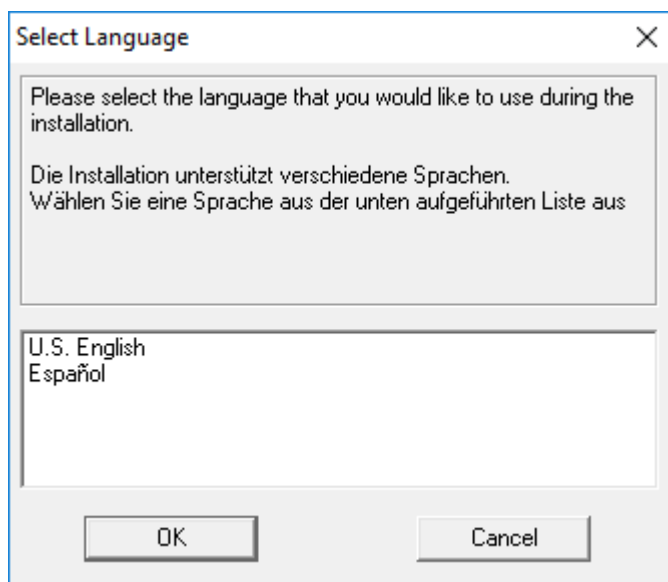 Select Language
Please select the language that you would like to use during the
installation.
Die Installation unterstützt verschiedene Sprachen.
Wählen Sie eine Sprache aus der unten aufgeführten Liste aus
U.S. English
Español
OK
Cancel